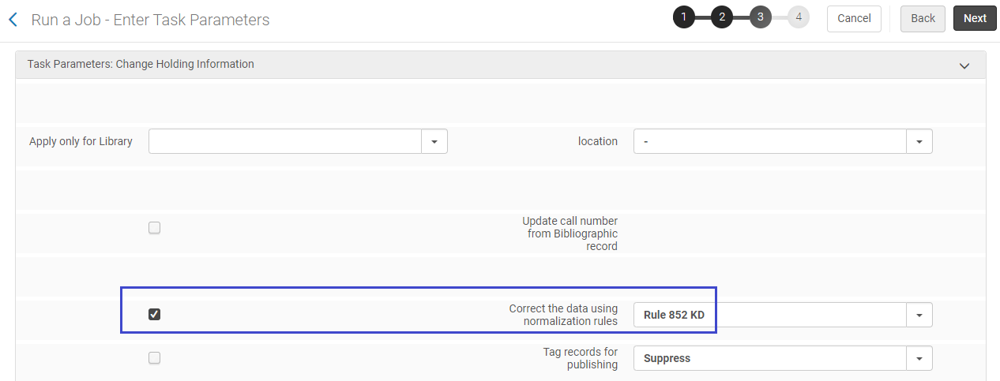 Run a Job - Enter Task Parameters
1 2 3 4
Cancel
Back
Next
Task Parameters: Change Holding Information
Apply only for Library
location
-
Update call number
from Bibliographic
record
Correct the data using
normalization rules
Rule 852 KD
Tag records for
publishing
Suppress